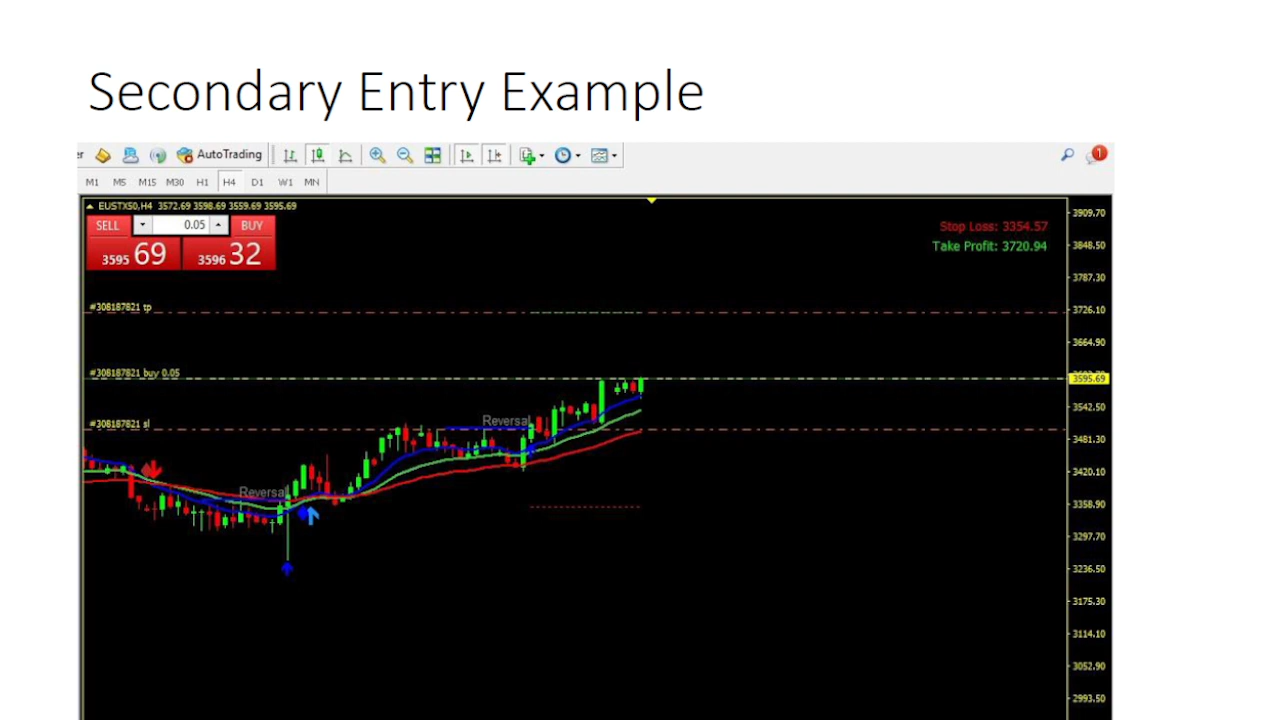 Secondary Entry Example
er AutoTrading 1
M1 M5 M15 M30 H1 H4 D1 W1 MN
EUSTX50,H4 3572.69 3598.69 3559.69 3595.69
SELL 0.05 BUY
3595 69 3596 32
Stop Loss: 3354.57
Take Profit: 3720.94
3909.70
3848.50
3787.30
#308187821 tp
3726.10
3664.90
#308187821 buy 0.05
3595.69
3542.50
Reversal
#308187821 sl
3481.30
3420.10
Reversal
3358.90
3297.70
3236.50
3175.30
3114.10
3052.90
2993.50